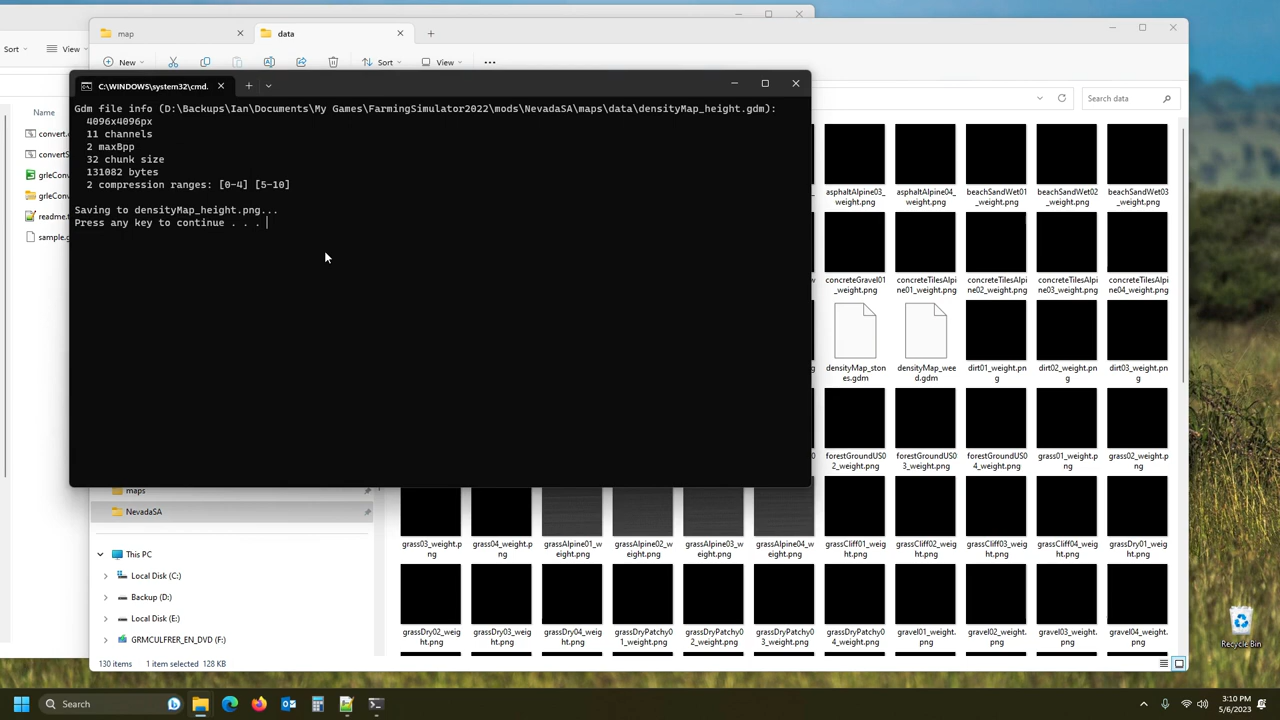 map
data
Sort
View
New
Sort
View
Search data
C:\WINDOWS\system32\cmd.
Gdm file info (D:\Backups\Ian\Documents\My Games\FarmingSimulator2022\mods\NevadaSA\maps\data\densityMap_height.gdm):
4096x4096px
11 channels
2 maxBpp
32 chunk size
131082 bytes
2 compression ranges: [0-4] [5-10]
Saving to densityMap_height.png...
Press any key to continue . . .
Name
convert.
convertS
grleConv
grleConv
readme.t
sample.g
asphaltAlpine03_weight.png
asphaltAlpine04_weight.png
beachSandWet01_weight.png
beachSandWet02_weight.png
beachSandWet03_weight.png
concreteGravel01_weight.png
concreteTilesAlpine01_weight.png
concreteTilesAlpine02_weight.png
concreteTilesAlpine03_weight.png
concreteTilesAlpine04_weight.png
densityMap_stones.gdm
densityMap_weed.gdm
dirt01_weight.png
dirt02_weight.png
dirt03_weight.png
forestGroundUS02_weight.png
forestGroundUS03_weight.png
forestGroundUS04_weight.png
grass01_weight.png
grass02_weight.png
maps
NevadaSA
This PC
Local Disk (C:)
Backup (D:)
Local Disk (E:)
GRMCULFRER_EN_DVD (F:)
grass03_weight.png
grass04_weight.png
grassAlpine01_weight.png
grassAlpine02_weight.png
grassAlpine03_weight.png
grassAlpine04_weight.png
grassCliff01_weight.png
grassCliff02_weight.png
grassCliff03_weight.png
grassCliff04_weight.png
grassDry01_weight.png
grassDry02_weight.png
grassDry03_weight.png
grassDry04_weight.png
grassDryPatchy01_weight.png
grassDryPatchy02_weight.png
grassDryPatchy03_weight.png
grassDryPatchy04_weight.png
gravel01_weight.png
gravel02_weight.png
gravel03_weight.png
gravel04_weight.png
130 items
1 item selected 128 KB
Recycle Bin
Search
3:10 PM
5/6/2023